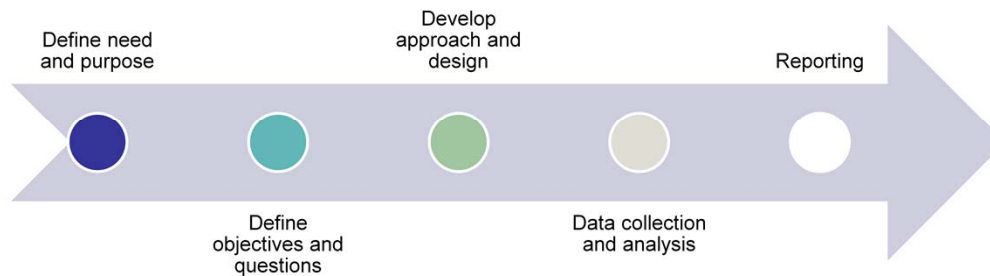 Define need
and purpose
Define
objectives and
questions
Develop
approach and
design
Data collection
and analysis
Reporting